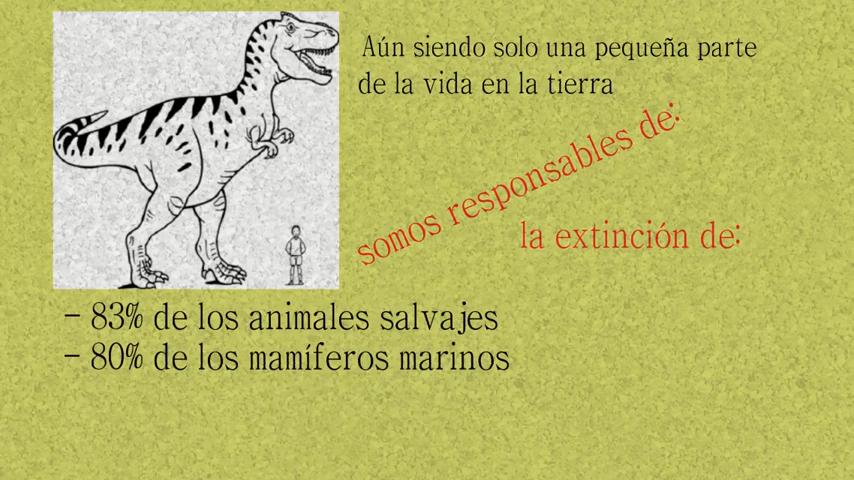 Aún siendo solo una pequeña parte
de la vida en la tierra
somos responsables de:
la extinción de:
- 83% de los animales salvajes
- 80% de los mamíferos marinos